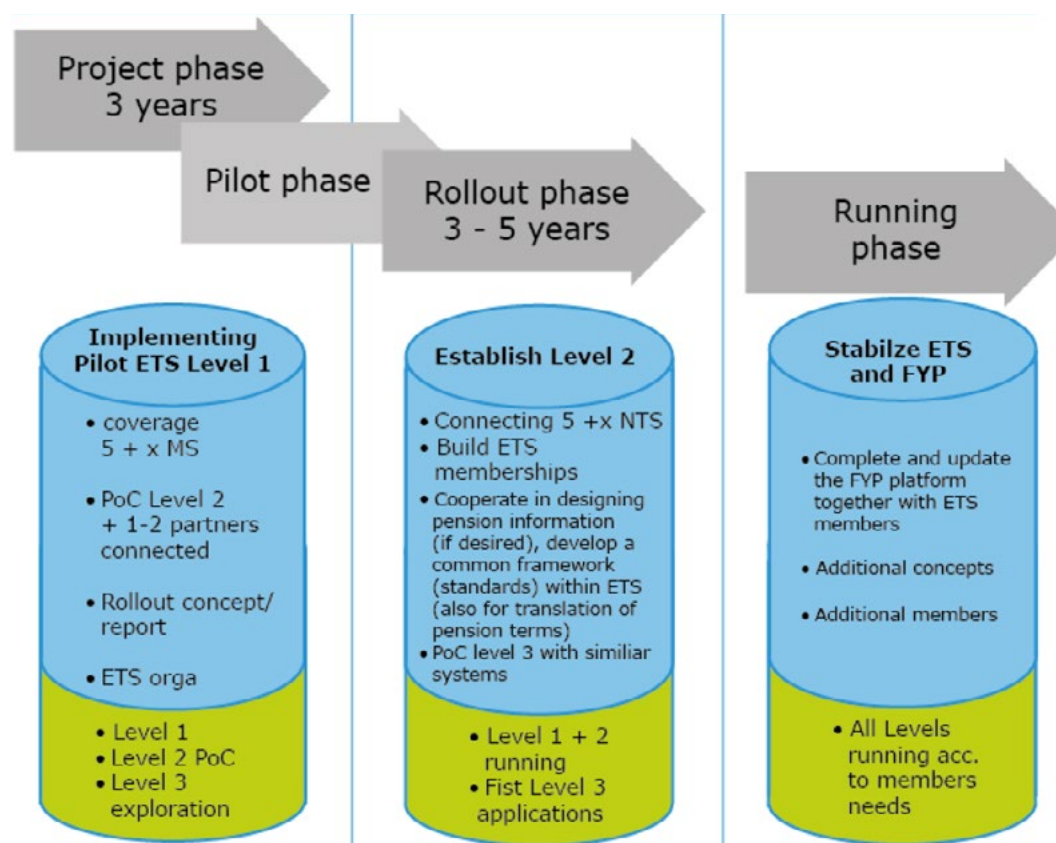 Project phase
3 years
Pilot phase
Rollout phase
3 - 5 years
Running
phase
Implementing
Pilot ETS Level 1
• coverage
5 + x MS
• PoC Level 2
+ 1-2 partners
connected
• Rollout concept/
report
• ETS orga
• Level 1
• Level 2 PoC
• Level 3
exploration
Establish Level 2
• Connecting 5 +x NTS
• Build ETS
memberships
• Cooperate in designing
pension information
(if desired), develop a
common framework
(standards) within ETS
(also for translation of
pension terms)
• PoC level 3 with similiar
systems
• Level 1 + 2
running
• Fist Level 3
applications
Stabilze ETS
and FYP
• Complete and update
the FYP platform
together with ETS
members
• Additional concepts
• Additional members
• All Levels
running acc.
to members
needs